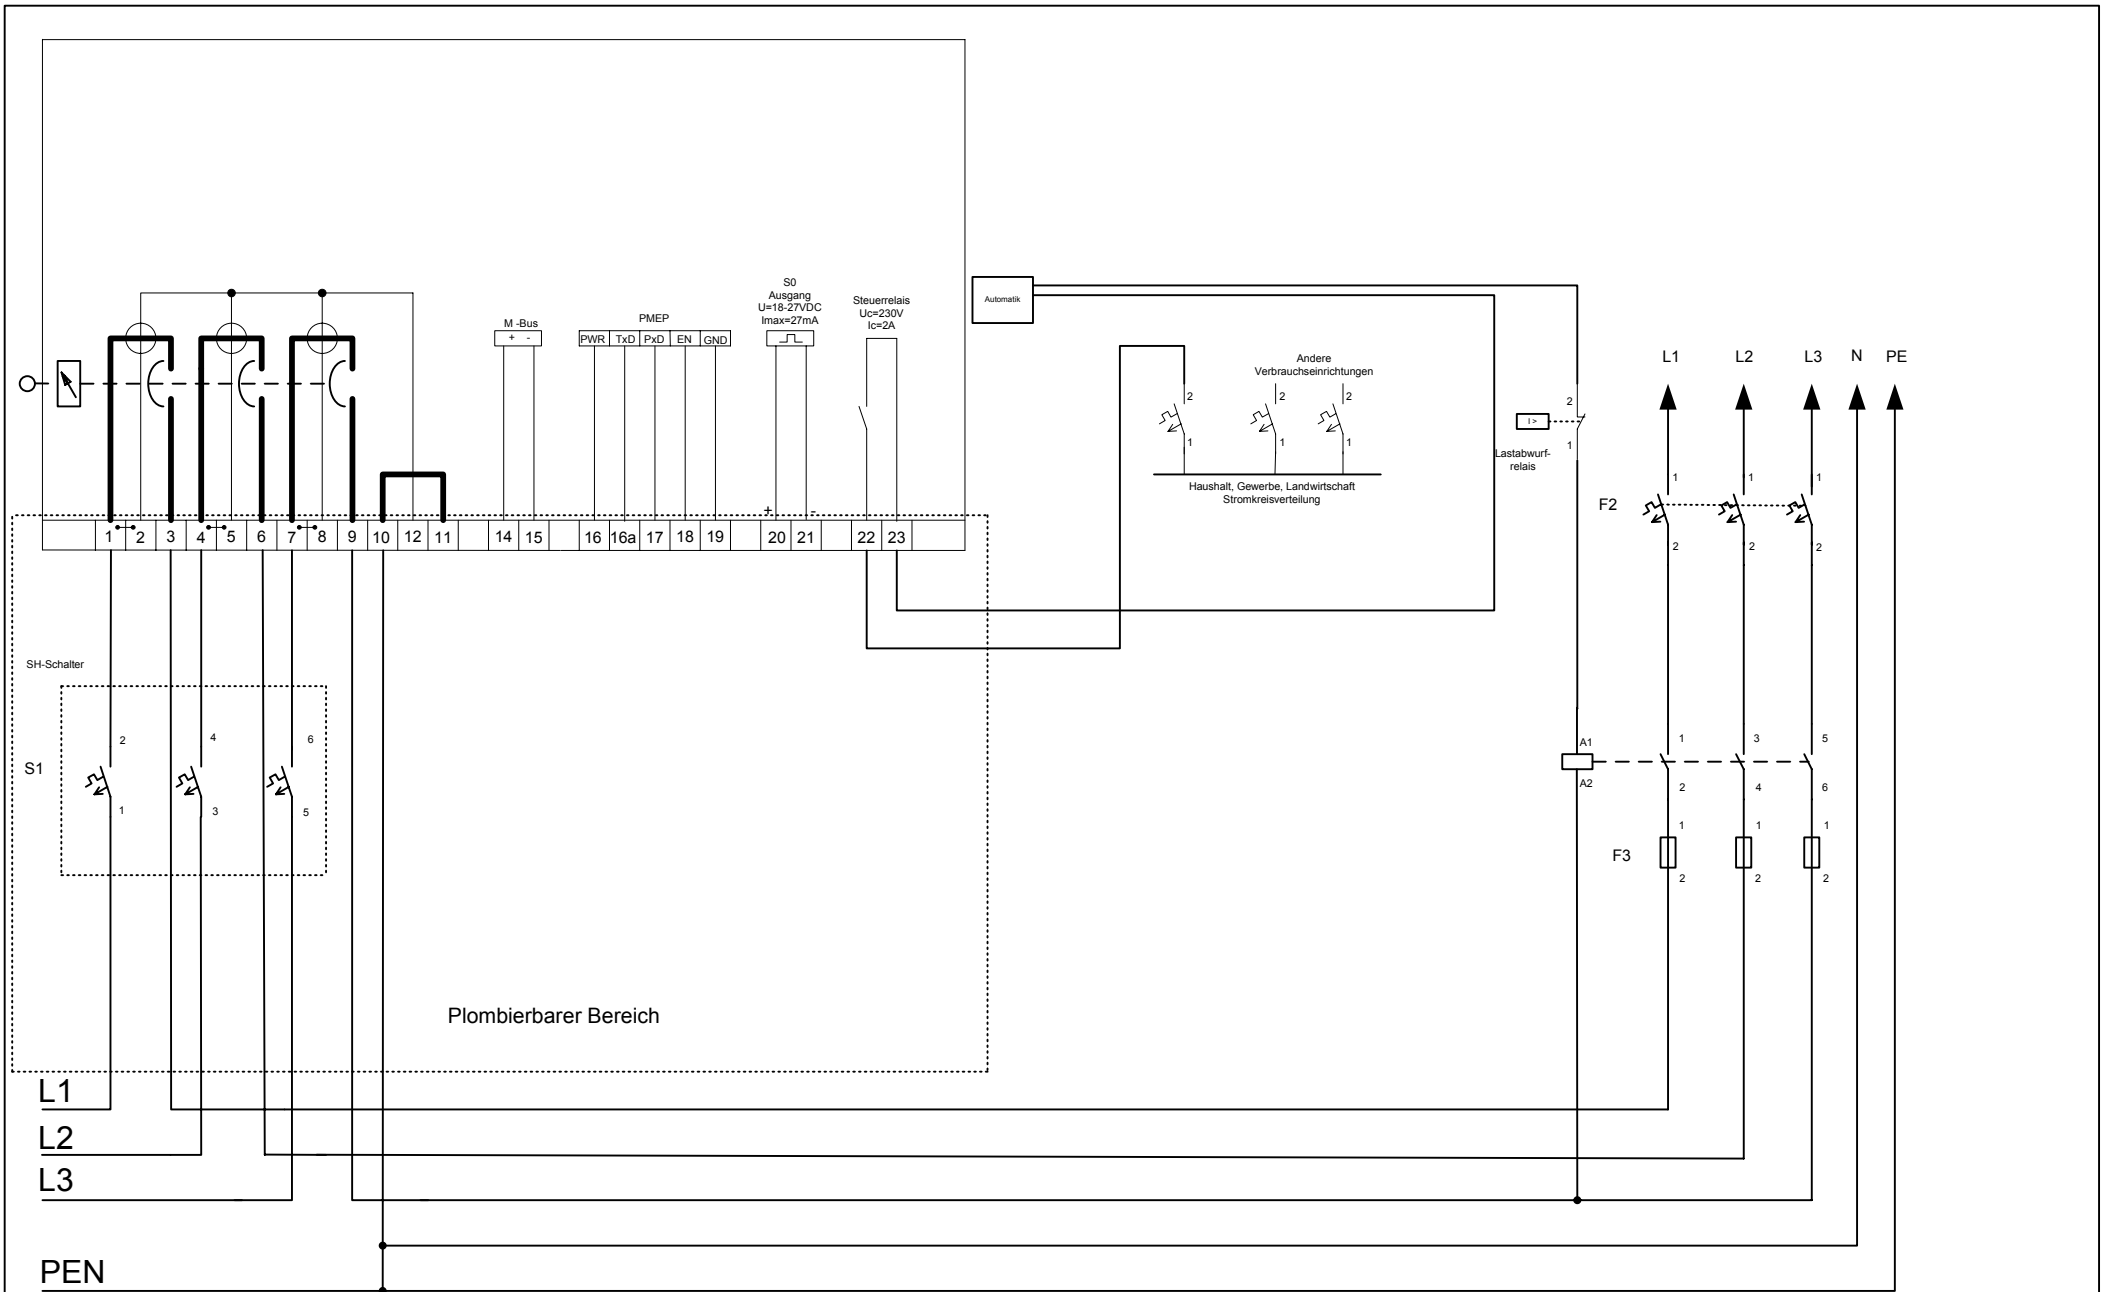 S0
Ausgang
U=18-27VDC
Imax=27mA
Steuerrelais
Uc=230V
Ic=2A
Automatik
M -Bus
+ -
PMEP
PWR TxD PxD EN GND
Andere
Verbrauchseinrichtungen
L1 L2 L3 N PE
2 2 2
1 1 1
2
I >
1
Lastabwurf-
relais
Haushalt, Gewerbe, Landwirtschaft
Stromkreisverteilung
1 1 1
F2
2 2 2
+ -
1 2 3 4 5 6 7 8 9 10 12 11 14 15 16 16a 17 18 19 20 21 22 23
SH-Schalter
2 4 6
S1
1 3 5
A1 1 3 5
A2 2 4 6
1 1 1
F3
2 2 2
Plombierbarer Bereich
L1
L2
L3
PEN